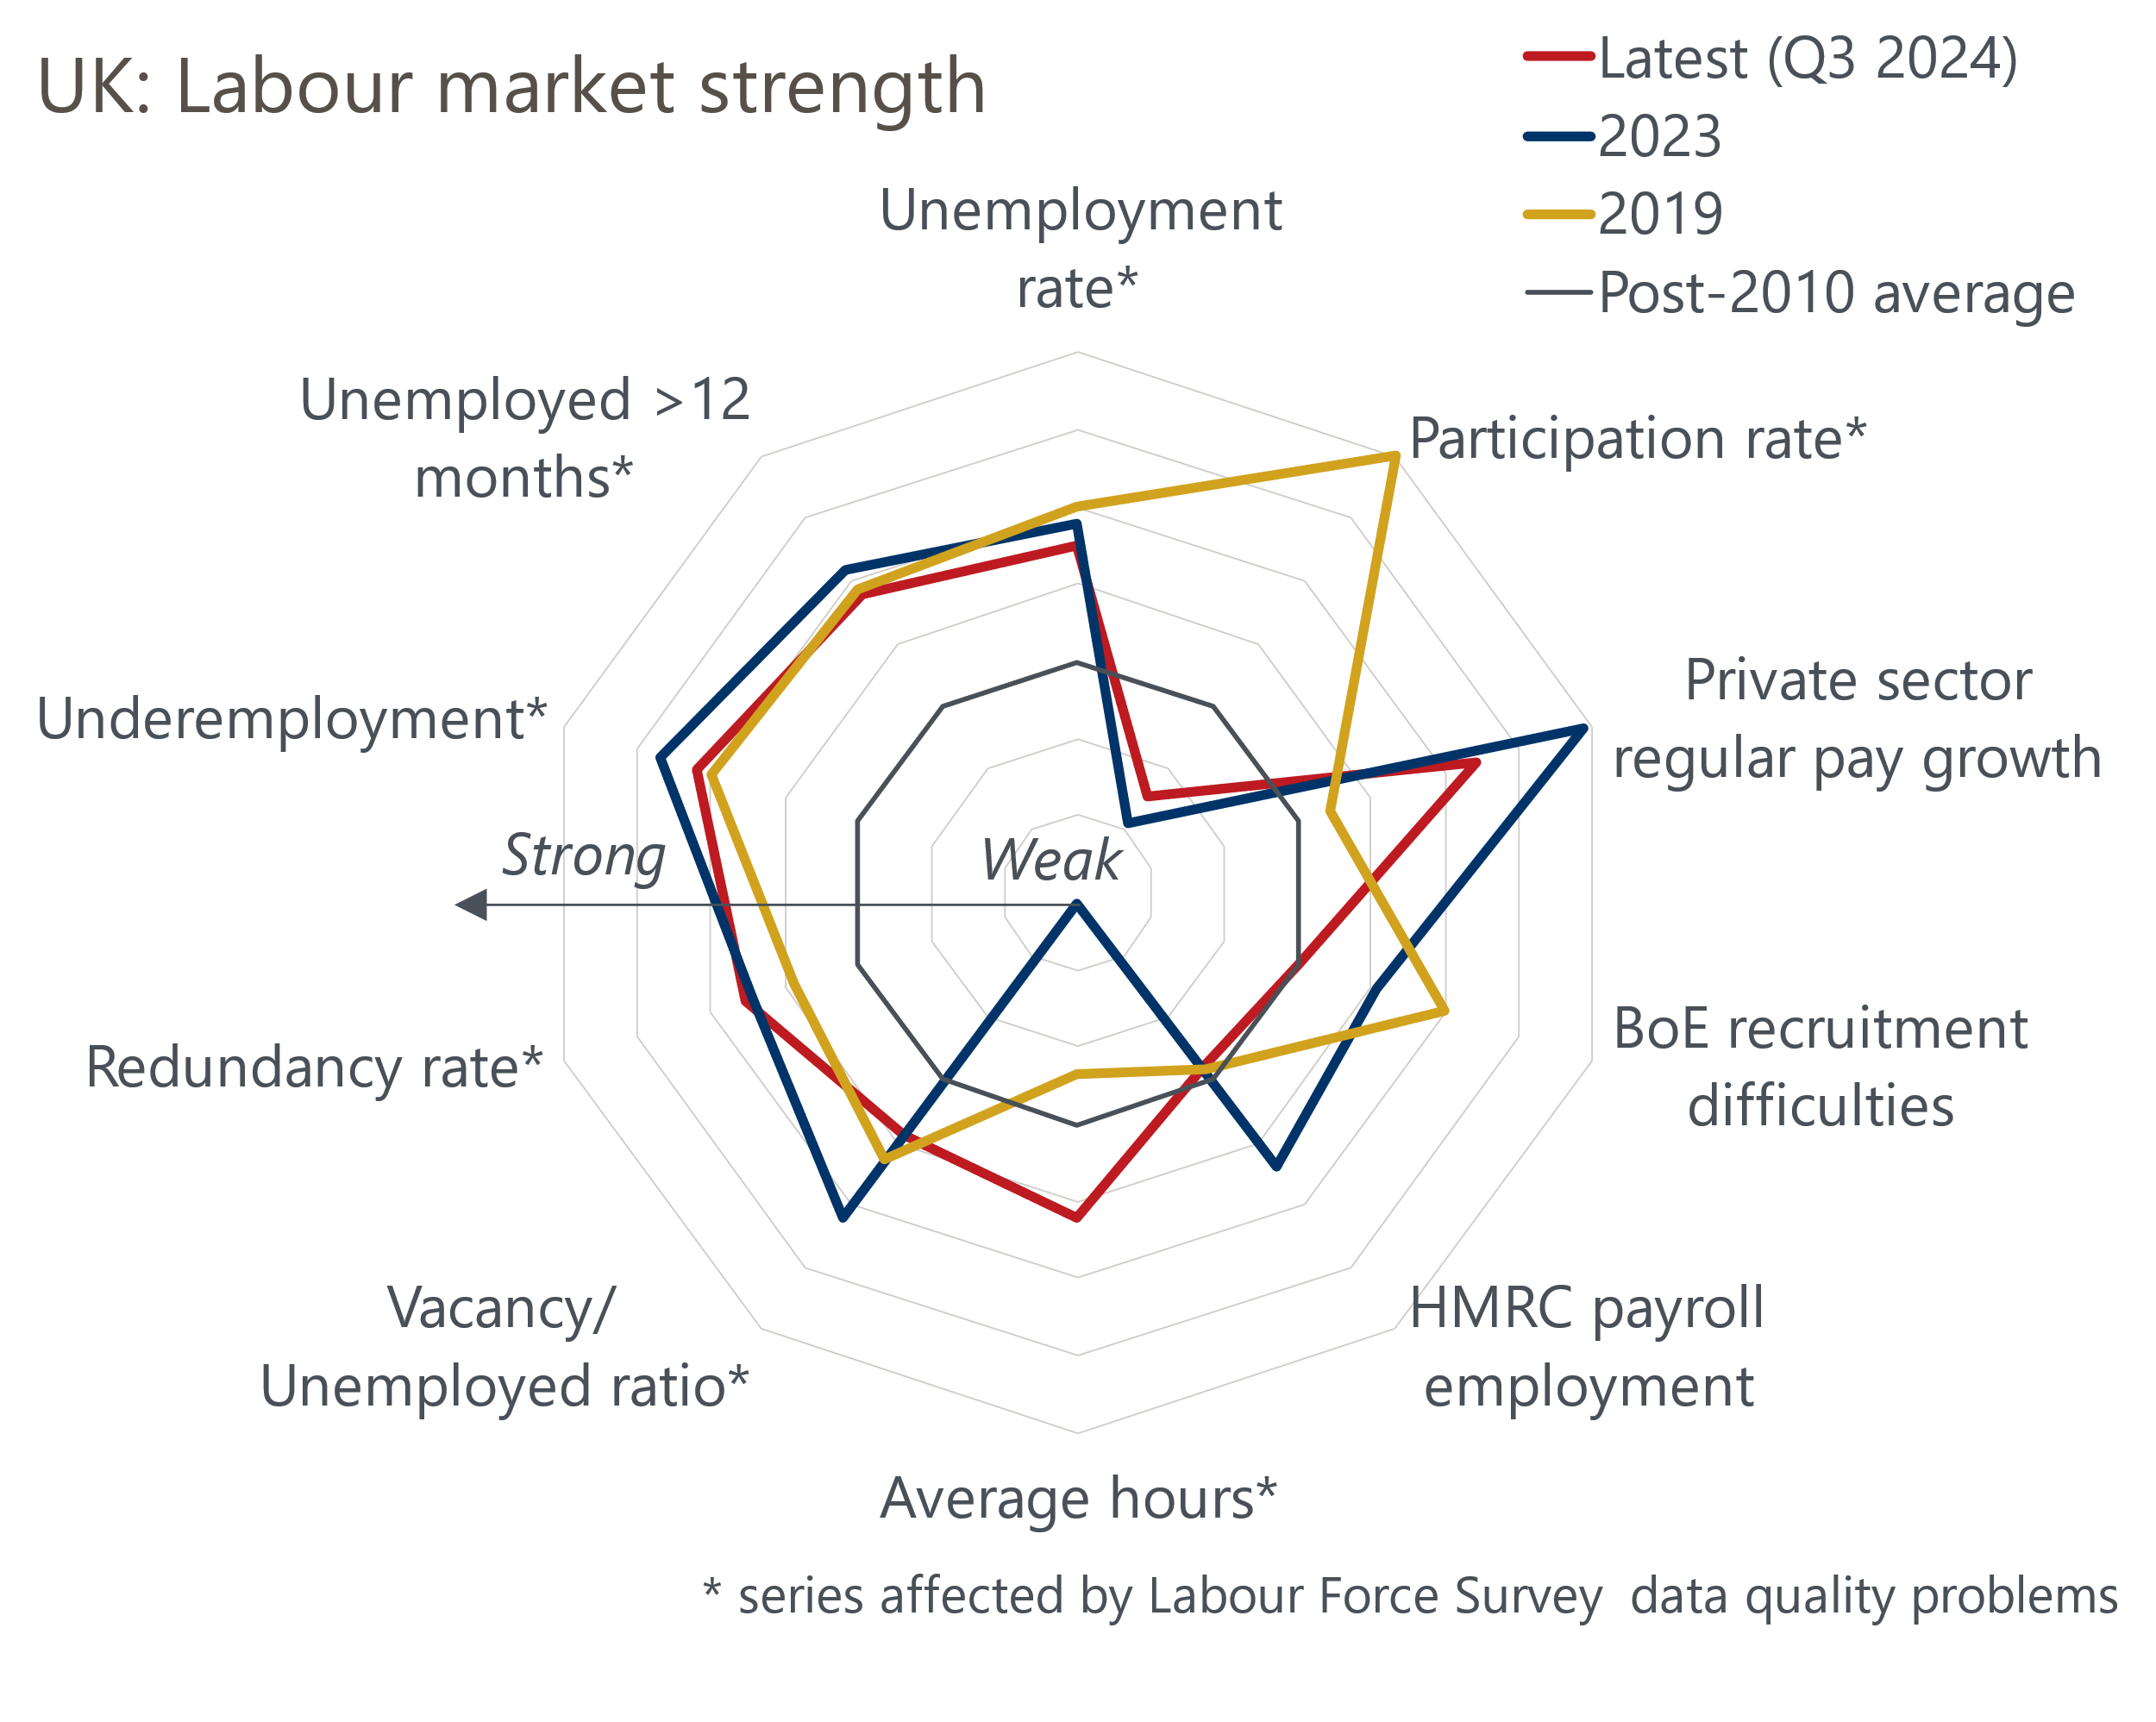 UK: Labour market strength
Latest (Q3 2024)
2023
2019
Post-2010 average
Unemployment
rate*
Participation rate*
Private sector
regular pay growth
BoE recruitment
difficulties
HMRC payroll
employment
Average hours*
Vacancy/
Unemployed ratio*
Redundancy rate*
Underemployment*
Unemployed >12
months*
Strong
Weak
* series affected by Labour Force Survey  data quality problems